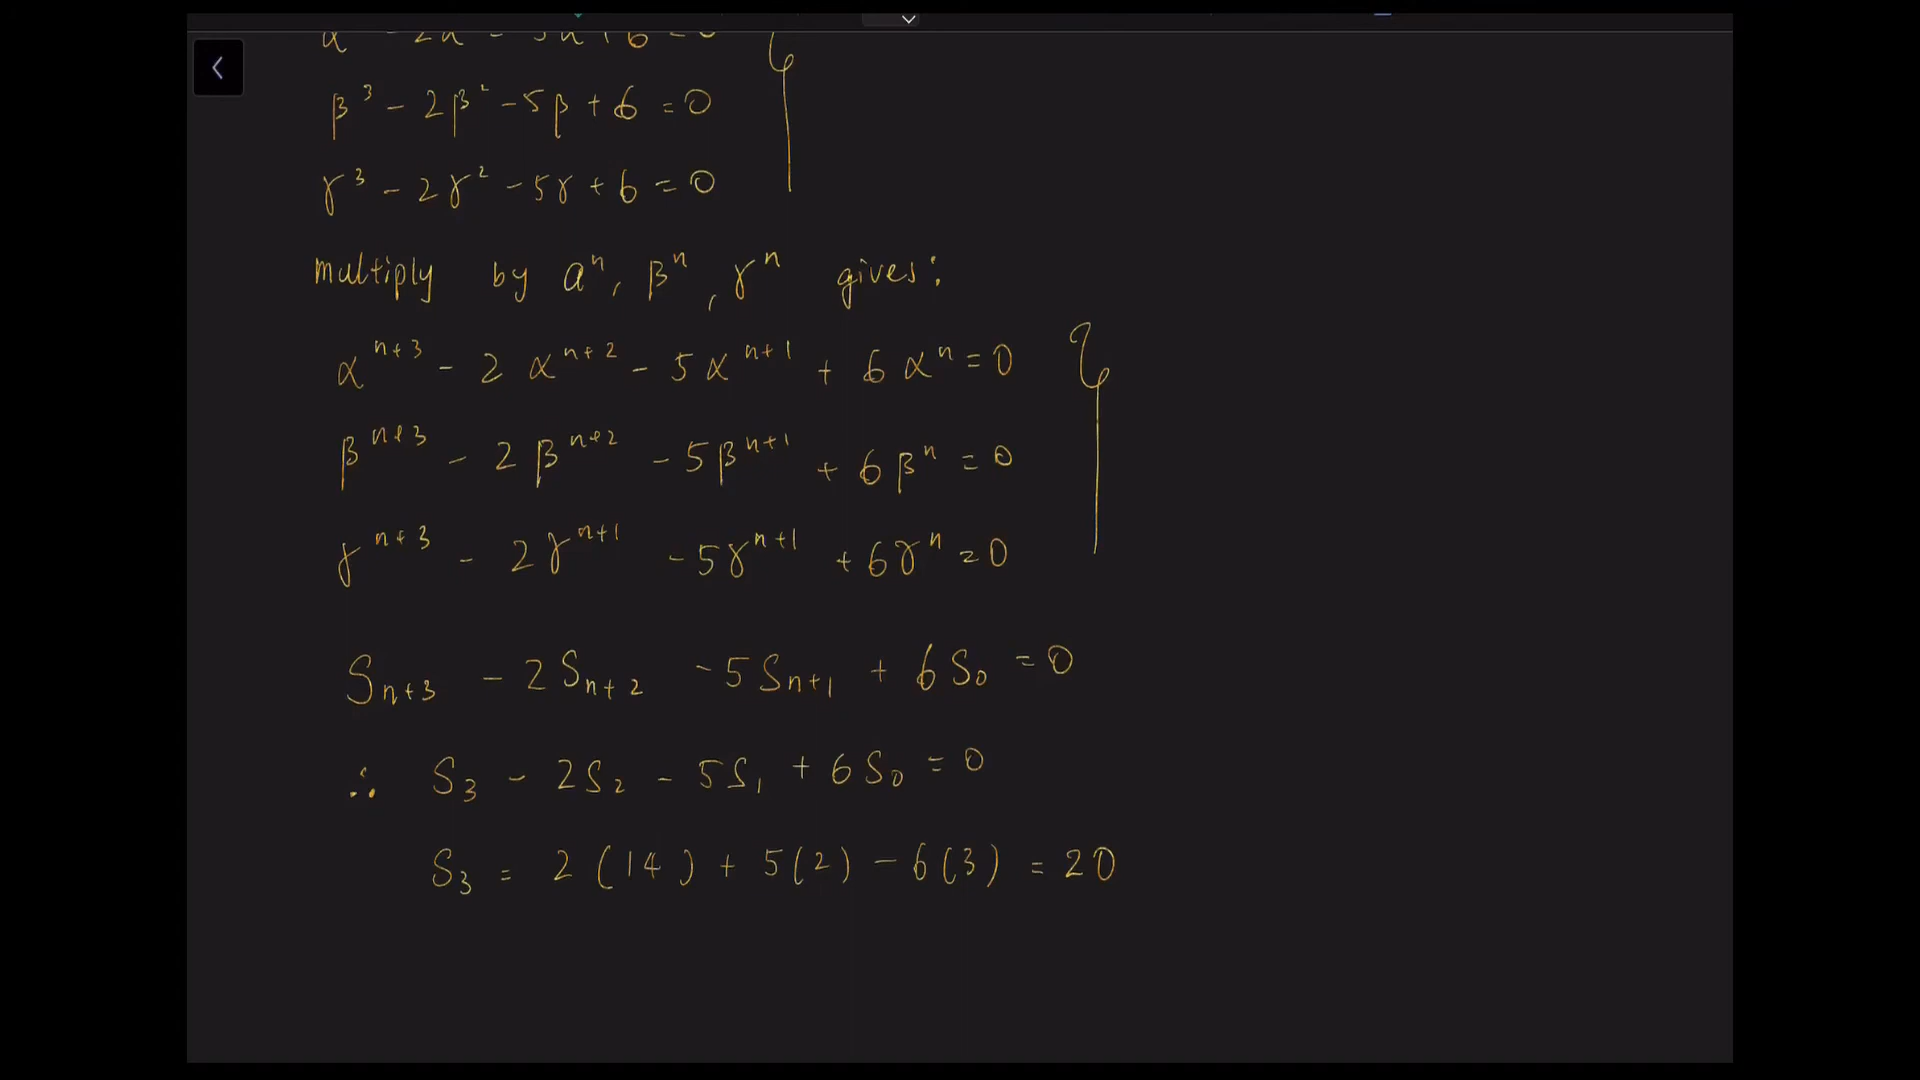 β³ - 2β² - 5β + 6 = 0
γ³ - 2γ² - 5γ + 6 = 0
multiply by aⁿ, βⁿ, γⁿ gives:
αⁿ⁺³ - 2αⁿ⁺² - 5αⁿ⁺¹ + 6αⁿ = 0
βⁿ⁺³ - 2βⁿ⁺² - 5βⁿ⁺¹ + 6βⁿ = 0
γⁿ⁺³ - 2γⁿ⁺¹ - 5γⁿ⁺¹ + 6γⁿ = 0
Sₙ₊₃ - 2Sₙ₊₂ - 5Sₙ₊₁ + 6S₀ = 0
∴ S₃ - 2S₂ - 5S₁ + 6S₀ = 0
S₃ = 2(14) + 5(2) - 6(3) = 20